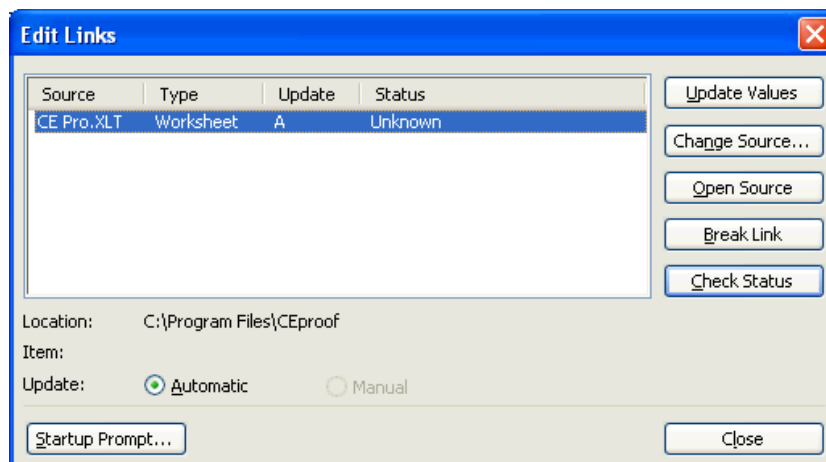 Edit Links
Source Type Update Status
CE Pro.XLT Worksheet A Unknown
Update Values
Change Source...
Open Source
Break Link
Check Status
Location: C:\Program Files\CEproof
Item:
Update: Automatic Manual
Startup Prompt... Close